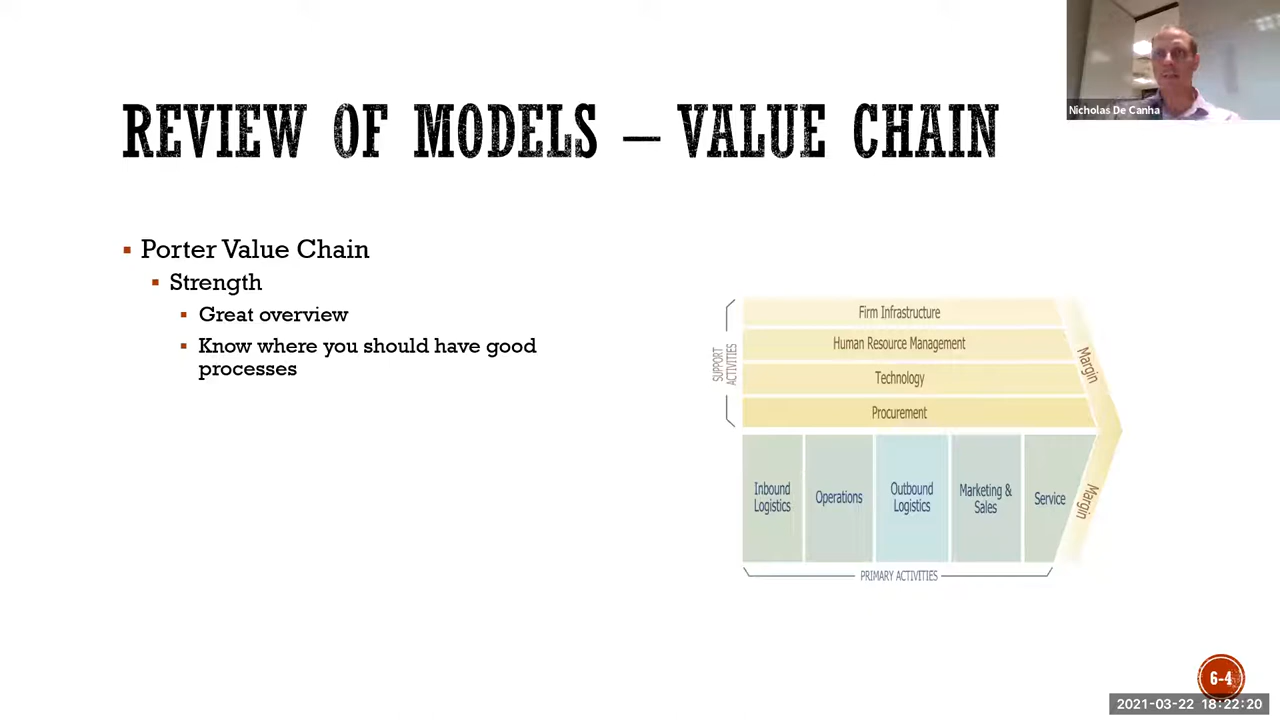 REVIEW OF MODELS – VALUE CHAIN
Nicholas De Canha
Porter Value Chain
Strength
Great overview
Know where you should have good
processes
SUPPORT
ACTIVITIES
Firm Infrastructure
Human Resource Management
Technology
Procurement
Margin
Inbound
Logistics
Operations
Outbound
Logistics
Marketing &
Sales
Service
Margin
PRIMARY ACTIVITIES
6-4
2021-03-22 18:22:20